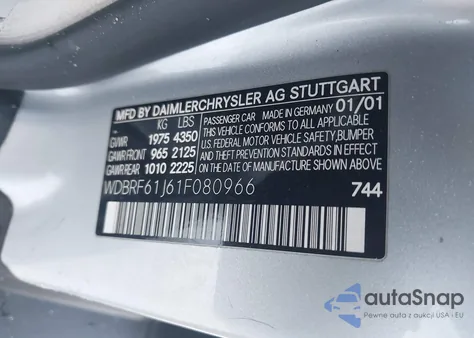 MFD BY DAIMLERCHRYSLER AG STUTTGART
KG LBS
GVWR 1975 4350
GAWR FRONT 965 2125
GAWR REAR 1010 2225
PASSENGER CAR MADE IN GERMANY 01/01
THIS VEHICLE CONFORMS TO ALL APPLICABLE
U.S. FEDERAL MOTOR VEHICLE SAFETY, BUMPER
AND THEFT PREVENTION STANDARDS IN EFFECT
ON THE DATE OF MANUFACTURE SHOWN ABOVE
WDBRF61J61F080966 744
autoSnap
Pewne auta z USA i EU